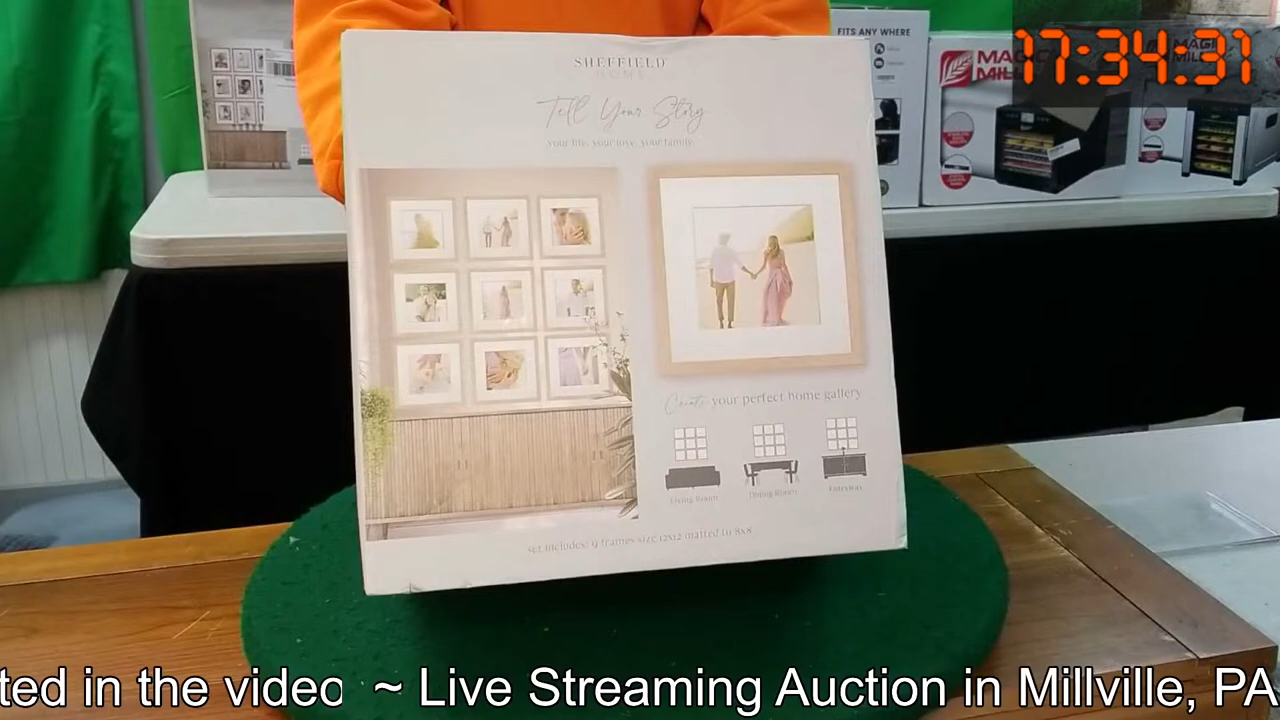 SHEFFIELD
HOME
Tell Your Story
your life, your love, your family.
Create your perfect home gallery
Living Room
Dining Room
Entryway
set includes: 9 frames size 12x12 matted to 8x8
FITS ANY WHERE
MAGIC
MILL
MAGIC
MILL
17:34:31
ted in the video ~ Live Streaming Auction in Millville, PA